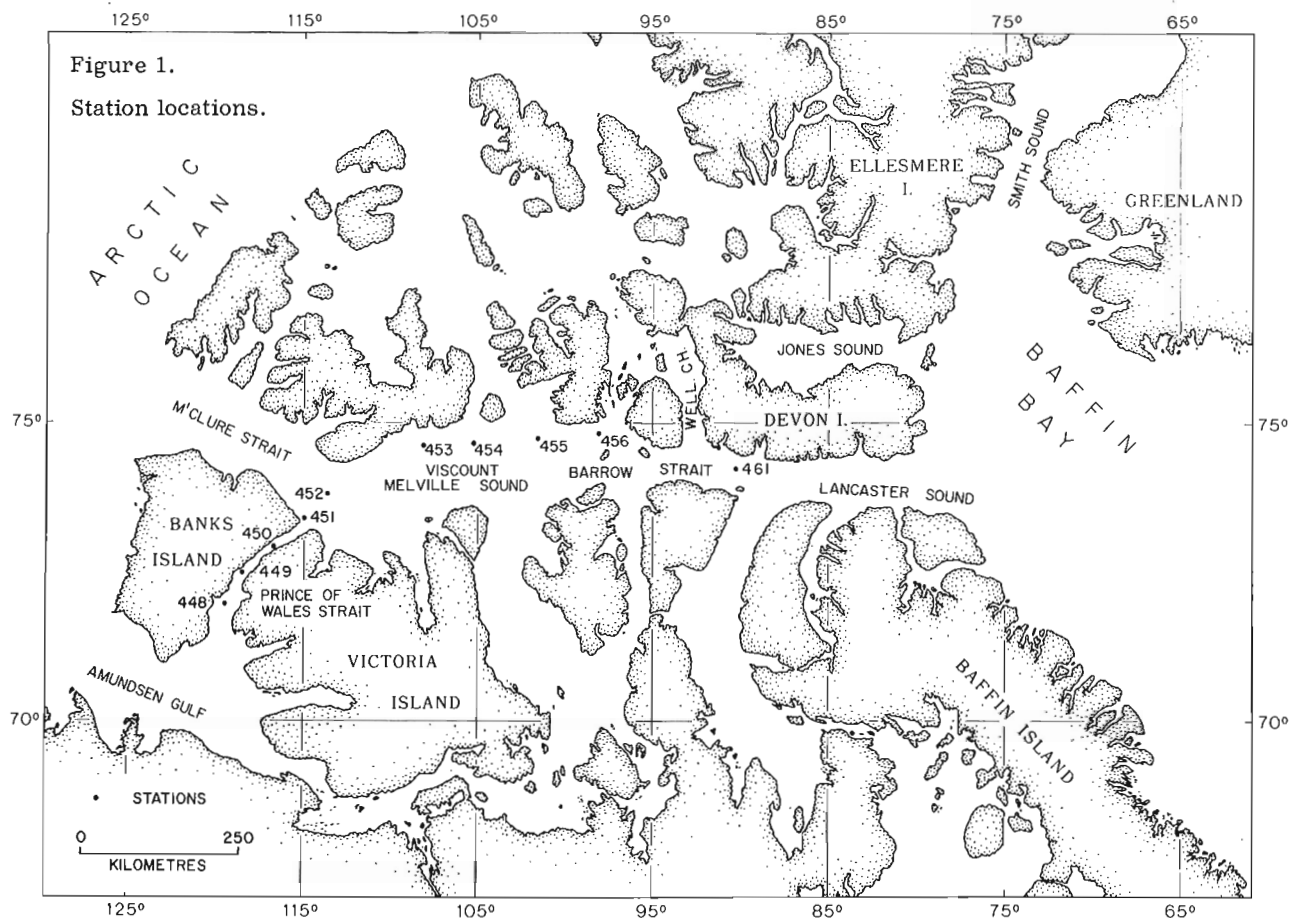 125°
115°
105°
95°
85°
75°
65°
Figure 1.
Station locations.
ARCTIC
OCEAN
ELLESMERE
I.
SMITH SOUND
GREENLAND
JONES SOUND
WELL CH
BAFFIN
BAY
75°
75°
M'CLURE STRAIT
DEVON I.
453
454
455
456
461
VISCOUNT
MELVILLE SOUND
BARROW STRAIT
LANCASTER SOUND
452
451
450
449
448
BANKS
ISLAND
PRINCE OF
WALES STRAIT
VICTORIA
ISLAND
AMUNDSEN GULF
BAFFIN ISLAND
70°
70°
• STATIONS
0 250
KILOMETRES
125°
115°
105°
95°
85°
75°
65°